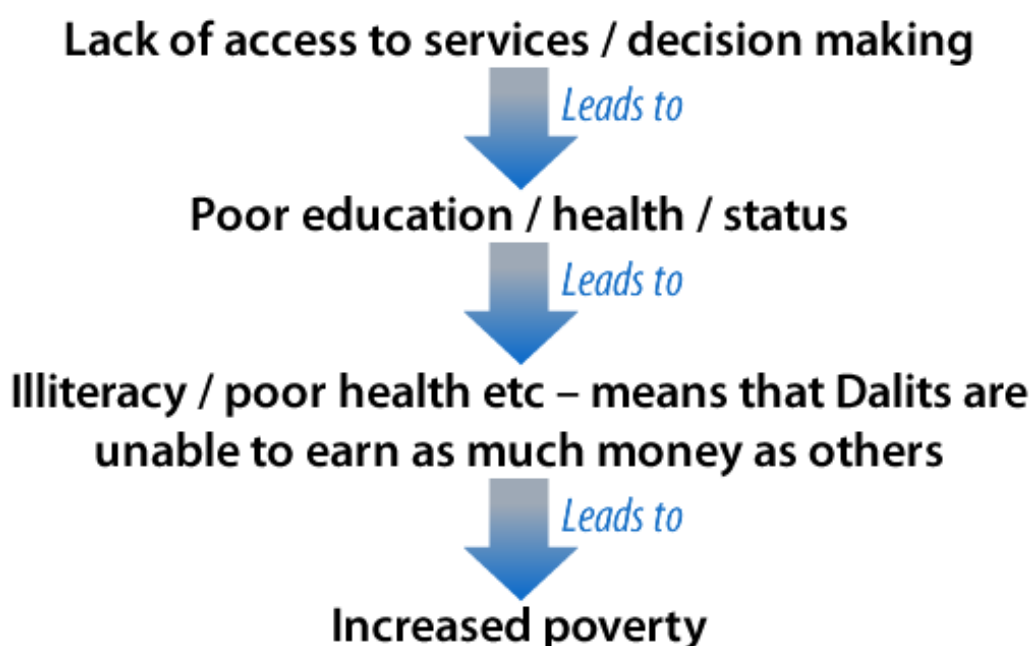 Lack of access to services / decision making
Leads to
Poor education / health / status
Leads to
Illiteracy / poor health etc – means that Dalits are
unable to earn as much money as others
Leads to
Increased poverty